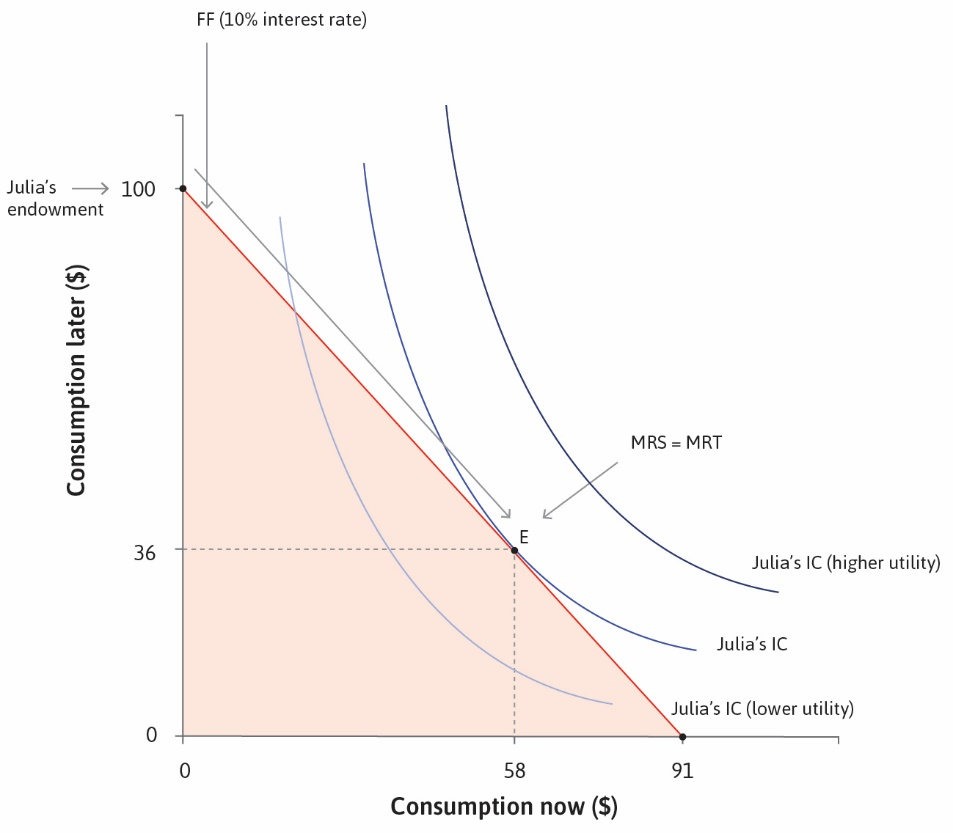 FF (10% interest rate)
Julia's
endowment
100
Consumption later ($)
MRS = MRT
E
36
Julia's IC (higher utility)
Julia's IC
Julia's IC (lower utility)
0
0
58
91
Consumption now ($)